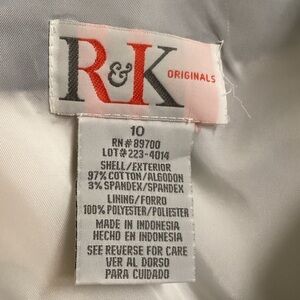 R&K ORIGINALS
10
RN#89700
LOT#223-4014
SHELL/EXTERIOR
97% COTTON/ALGODON
3% SPANDEX/SPANDEX
LINING/FORRO
100% POLYESTER/POLIESTER
MADE IN INDONESIA
HECHO EN INDONESIA
SEE REVERSE FOR CARE
VER AL DORSO
PARA CUIDADO